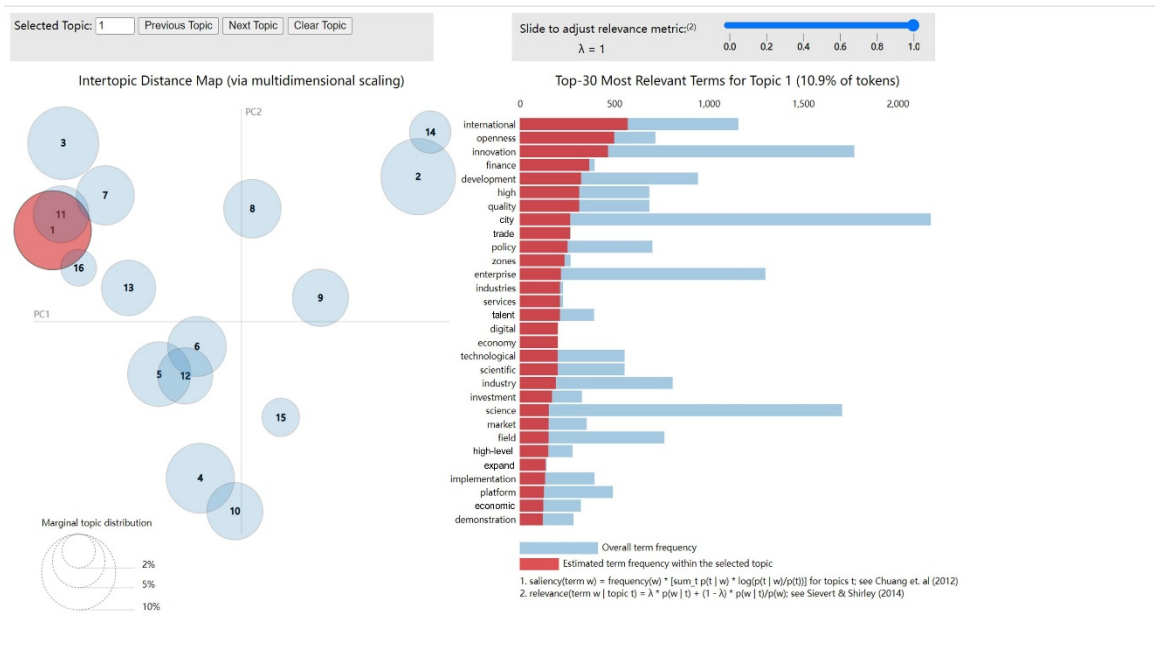 Selected Topic: 1 Previous Topic Next Topic Clear Topic
Slide to adjust relevance metric:(2)
λ = 1
0.0 0.2 0.4 0.6 0.8 1.0
Intertopic Distance Map (via multidimensional scaling)
PC2
PC1
3
14
2
7
11
1
8
16
13
9
6
5
12
15
4
10
Marginal topic distribution
2%
5%
10%
Top-30 Most Relevant Terms for Topic 1 (10.9% of tokens)
0 500 1,000 1,500 2,000
international
openness
innovation
finance
development
high
quality
city
trade
policy
zones
enterprise
industries
services
talent
digital
economy
technological
scientific
industry
investment
science
market
field
high-level
expand
implementation
platform
economic
demonstration
Overall term frequency
Estimated term frequency within the selected topic
1. saliency(term w) = frequency(w) * [sum_t p(t | w) * log(p(t | w)/p(t))] for topics t; see Chuang et. al (2012)
2. relevance(term w | topic t) = λ * p(w | t) + (1 - λ) * p(w | t)/p(w); see Sievert & Shirley (2014)